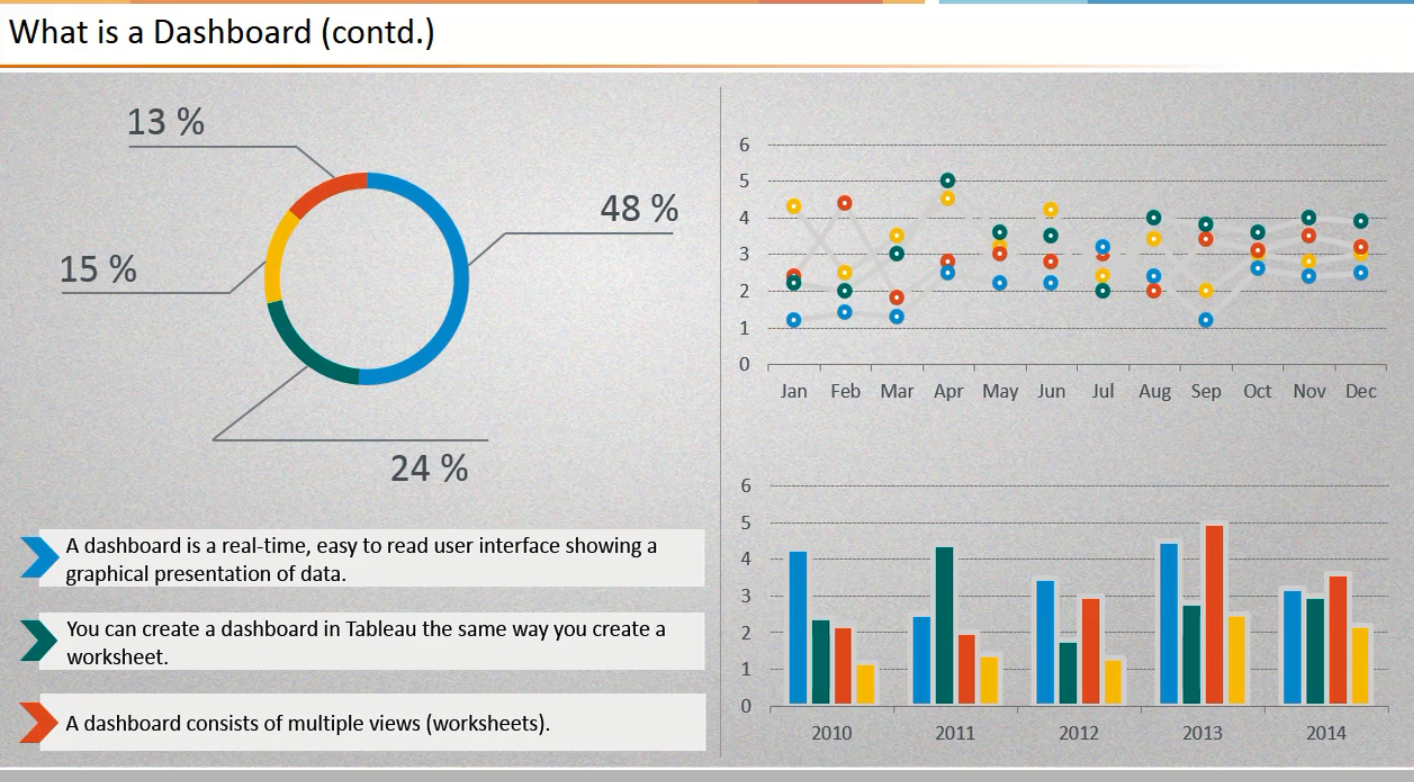 What is a Dashboard (contd.)
13 %
48 %
15 %
24 %
A dashboard is a real-time, easy to read user interface showing a
graphical presentation of data.
You can create a dashboard in Tableau the same way you create a
worksheet.
A dashboard consists of multiple views (worksheets).
6
5
4
3
2
1
0
Jan Feb Mar Apr May Jun Jul Aug Sep Oct Nov Dec
6
5
4
3
2
1
0
2010 2011 2012 2013 2014